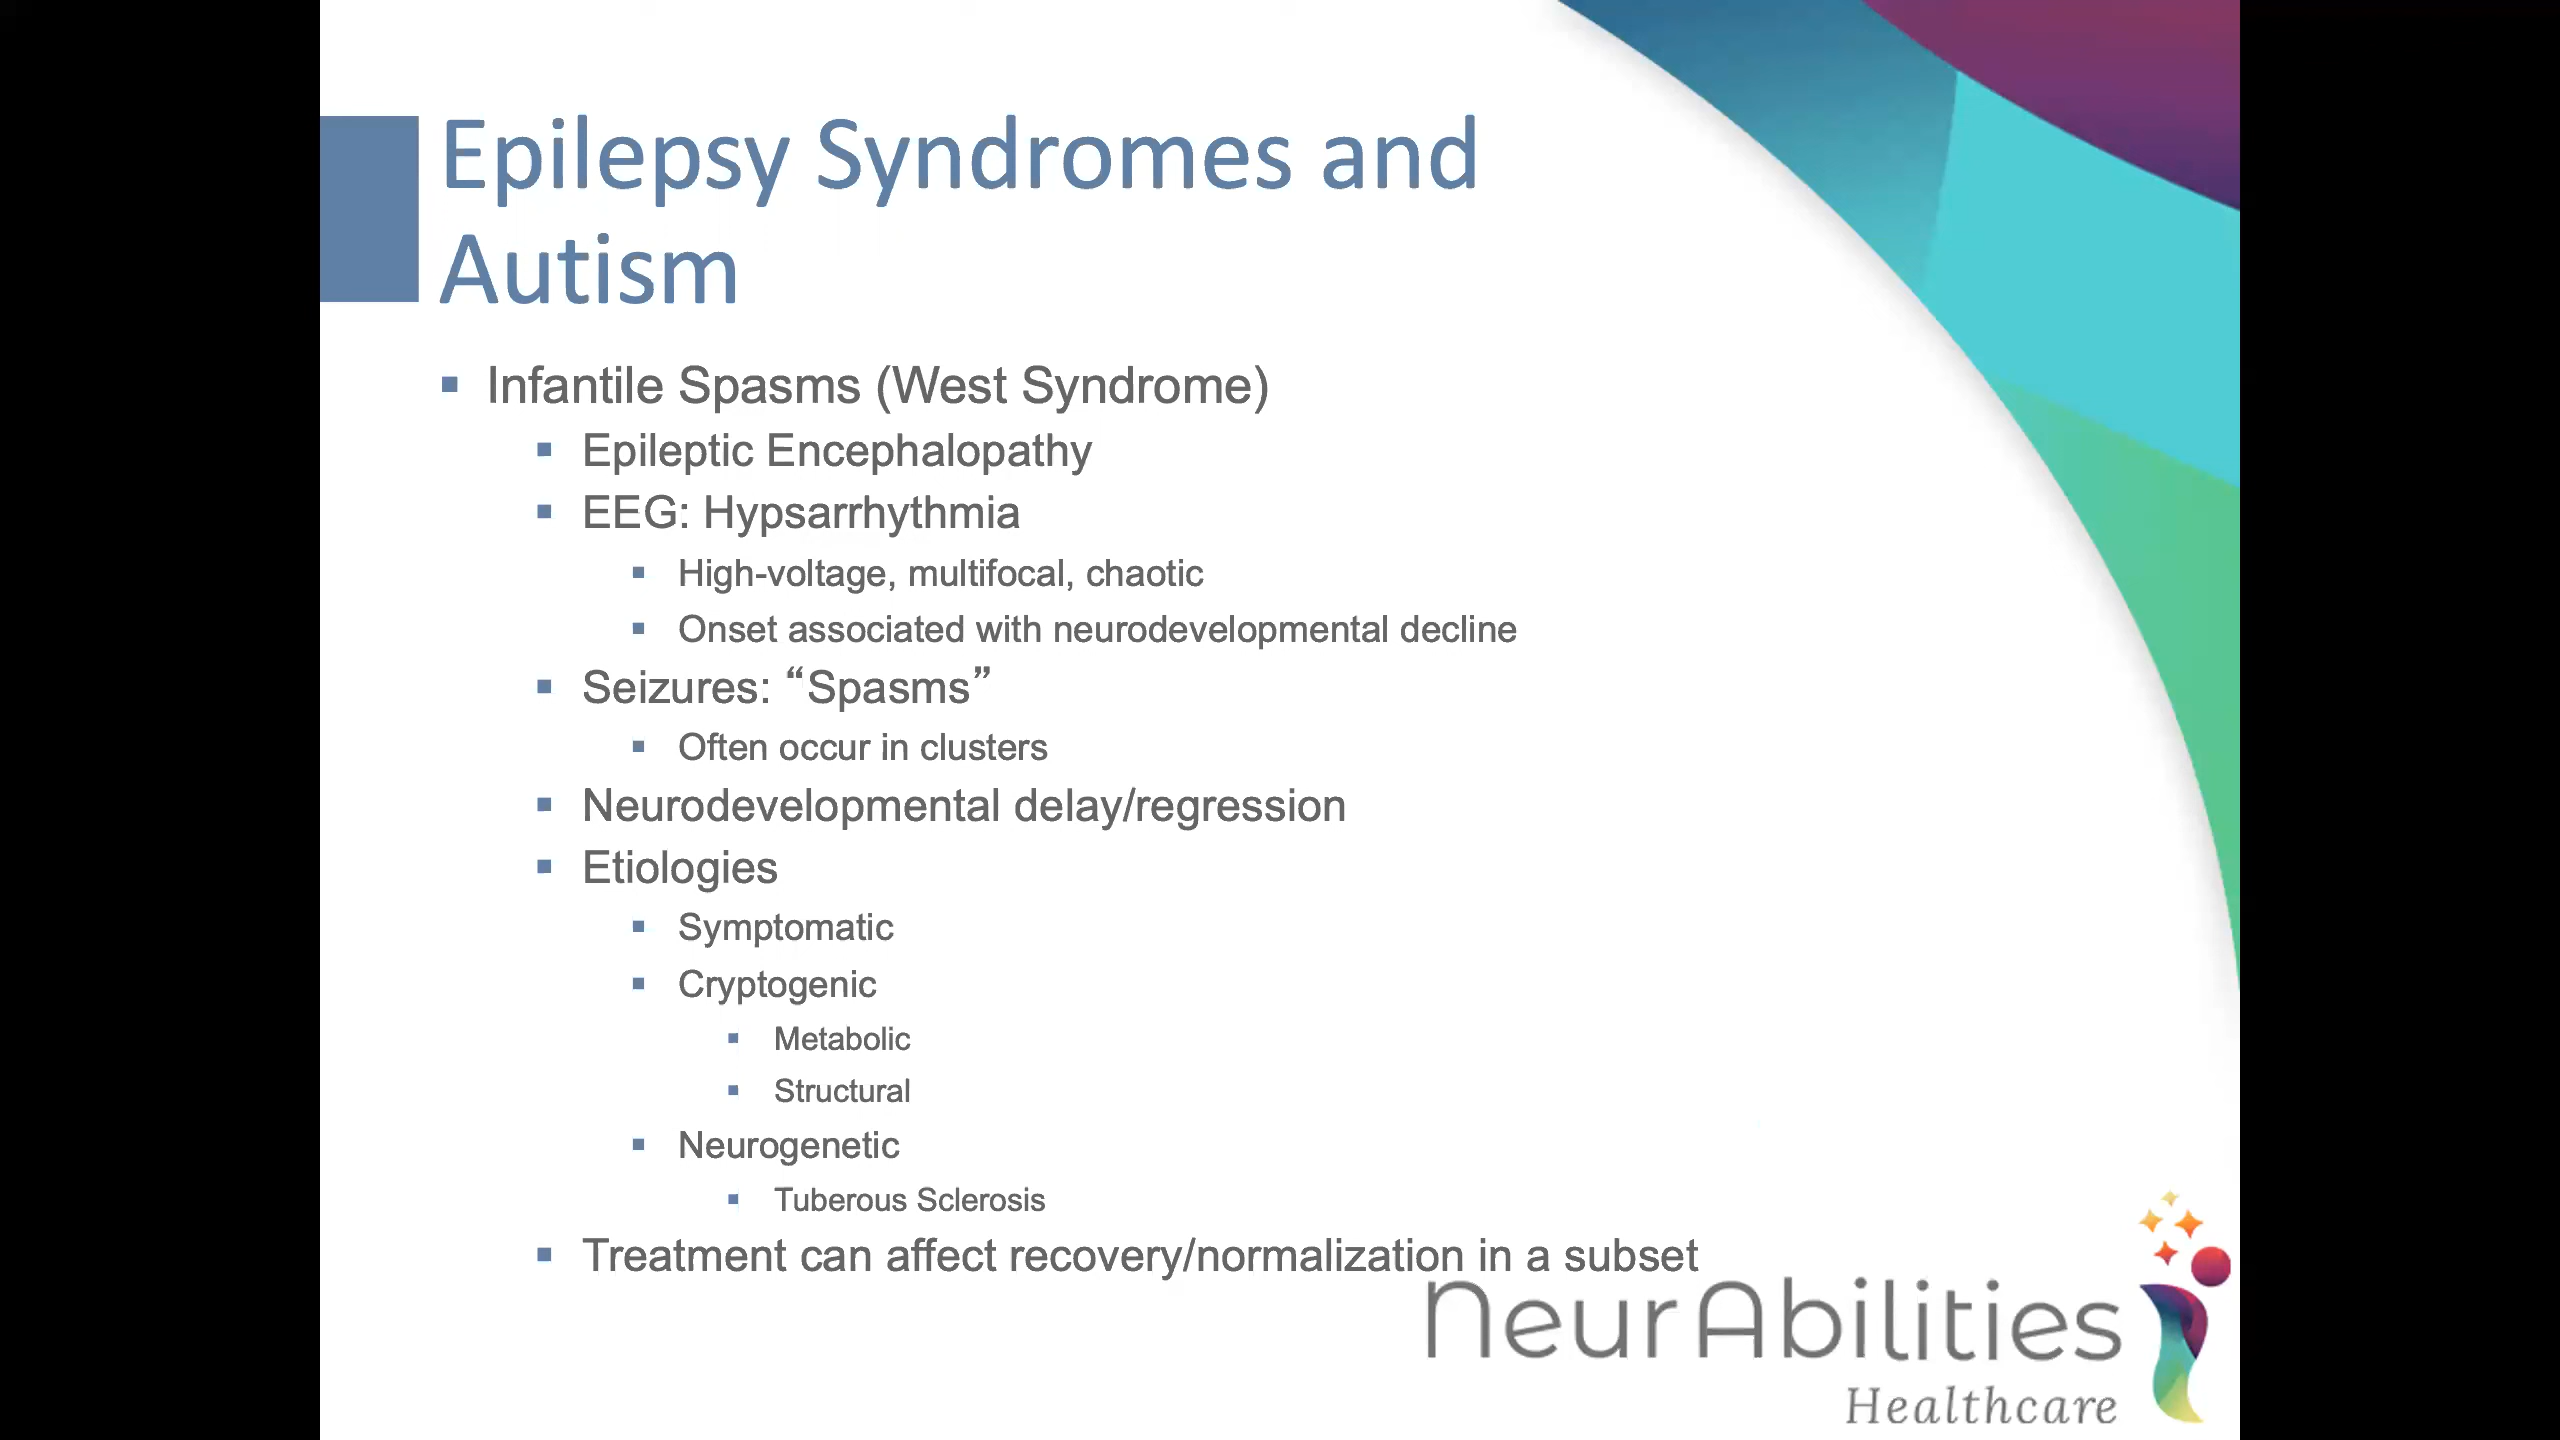 Epilepsy Syndromes and
Autism
Infantile Spasms (West Syndrome)
Epileptic Encephalopathy
EEG: Hypsarrhythmia
High-voltage, multifocal, chaotic
Onset associated with neurodevelopmental decline
Seizures: “Spasms”
Often occur in clusters
Neurodevelopmental delay/regression
Etiologies
Symptomatic
Cryptogenic
Metabolic
Structural
Neurogenetic
Tuberous Sclerosis
Treatment can affect recovery/normalization in a subset
NeurAbilities
Healthcare